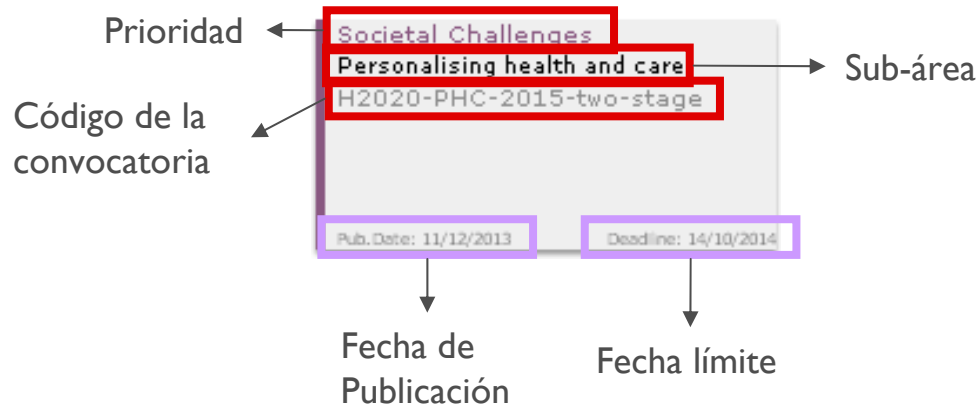 Prioridad
Societal Challenges
Personalising health and care
Sub-área
H2020-PHC-2015-two-stage
Código de la
convocatoria
Pub.Date: 11/12/2013
Deadline: 14/10/2014
Fecha de
Publicación
Fecha límite